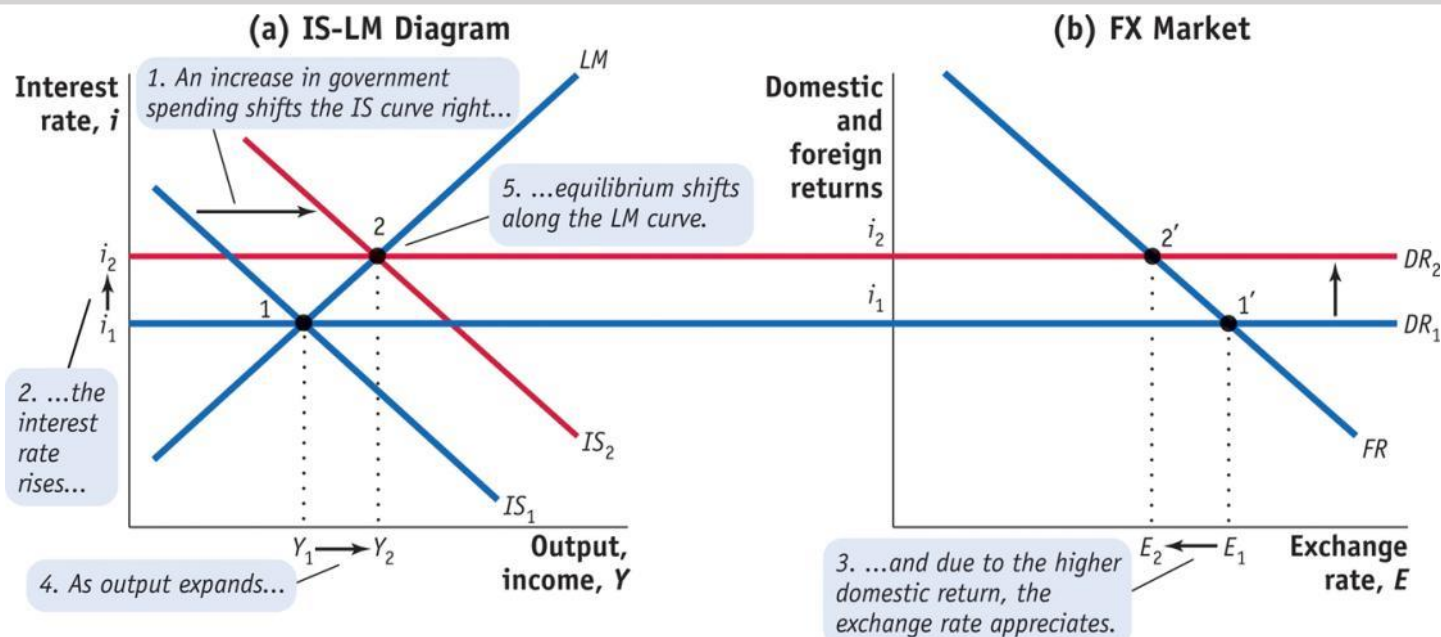 (a) IS-LM Diagram
Interest
rate, i
1. An increase in government
spending shifts the IS curve right...
LM
5. ...equilibrium shifts
along the LM curve.
2
i₂
i₁
1
2. ...the
interest
rate
rises...
IS₂
IS₁
Y₁
Y₂
Output,
income, Y
4. As output expands...
(b) FX Market
Domestic
and
foreign
returns
i₂
i₁
2′
1′
DR₂
DR₁
FR
E₂
E₁
Exchange
rate, E
3. ...and due to the higher
domestic return, the
exchange rate appreciates.